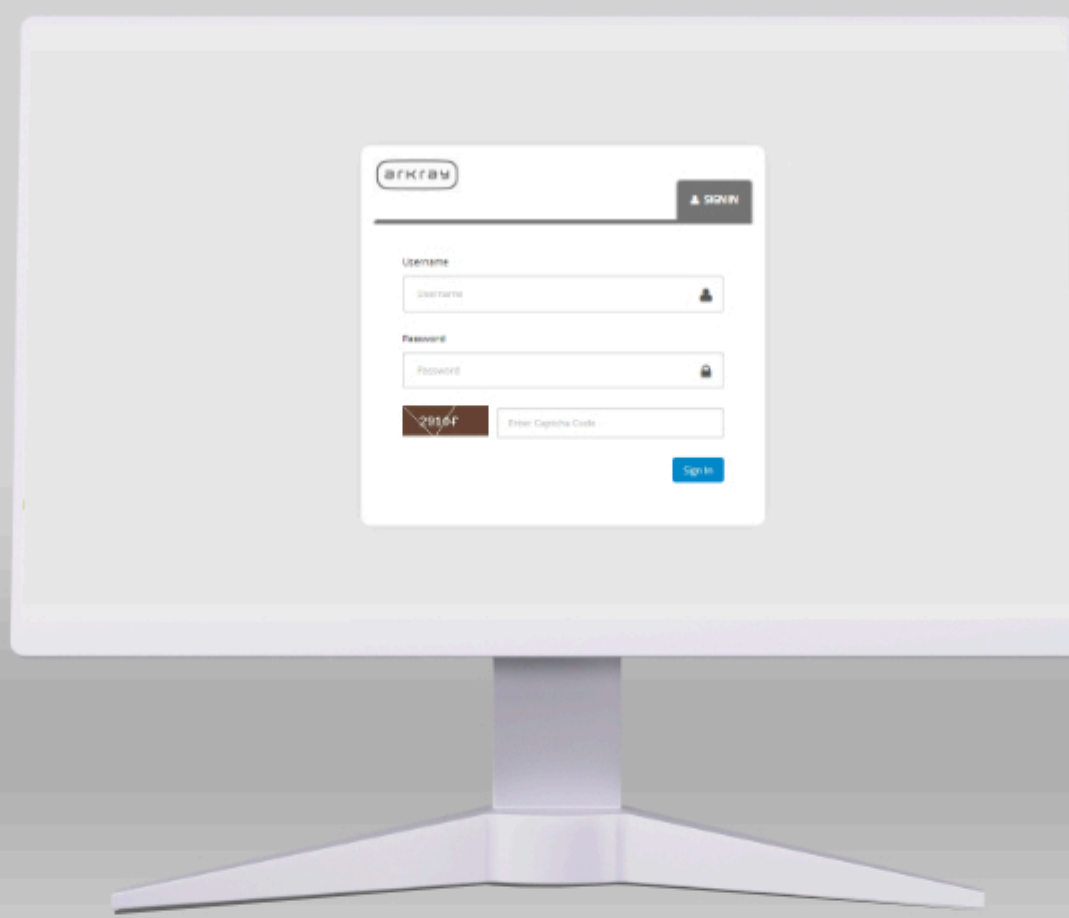 arkray
SIGN IN
Username
Username
Password
Password
Enter Captcha Code
Sign In